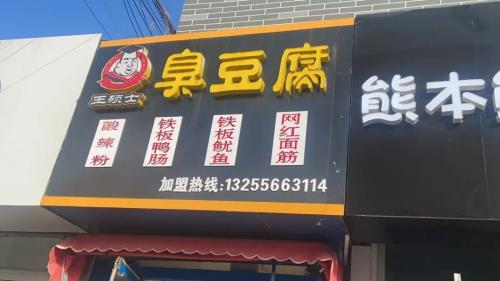 臭豆腐
王硕士
酸辣粉
铁板鸭肠
铁板鱿鱼
网红面筋
加盟热线:13255663114
熊本